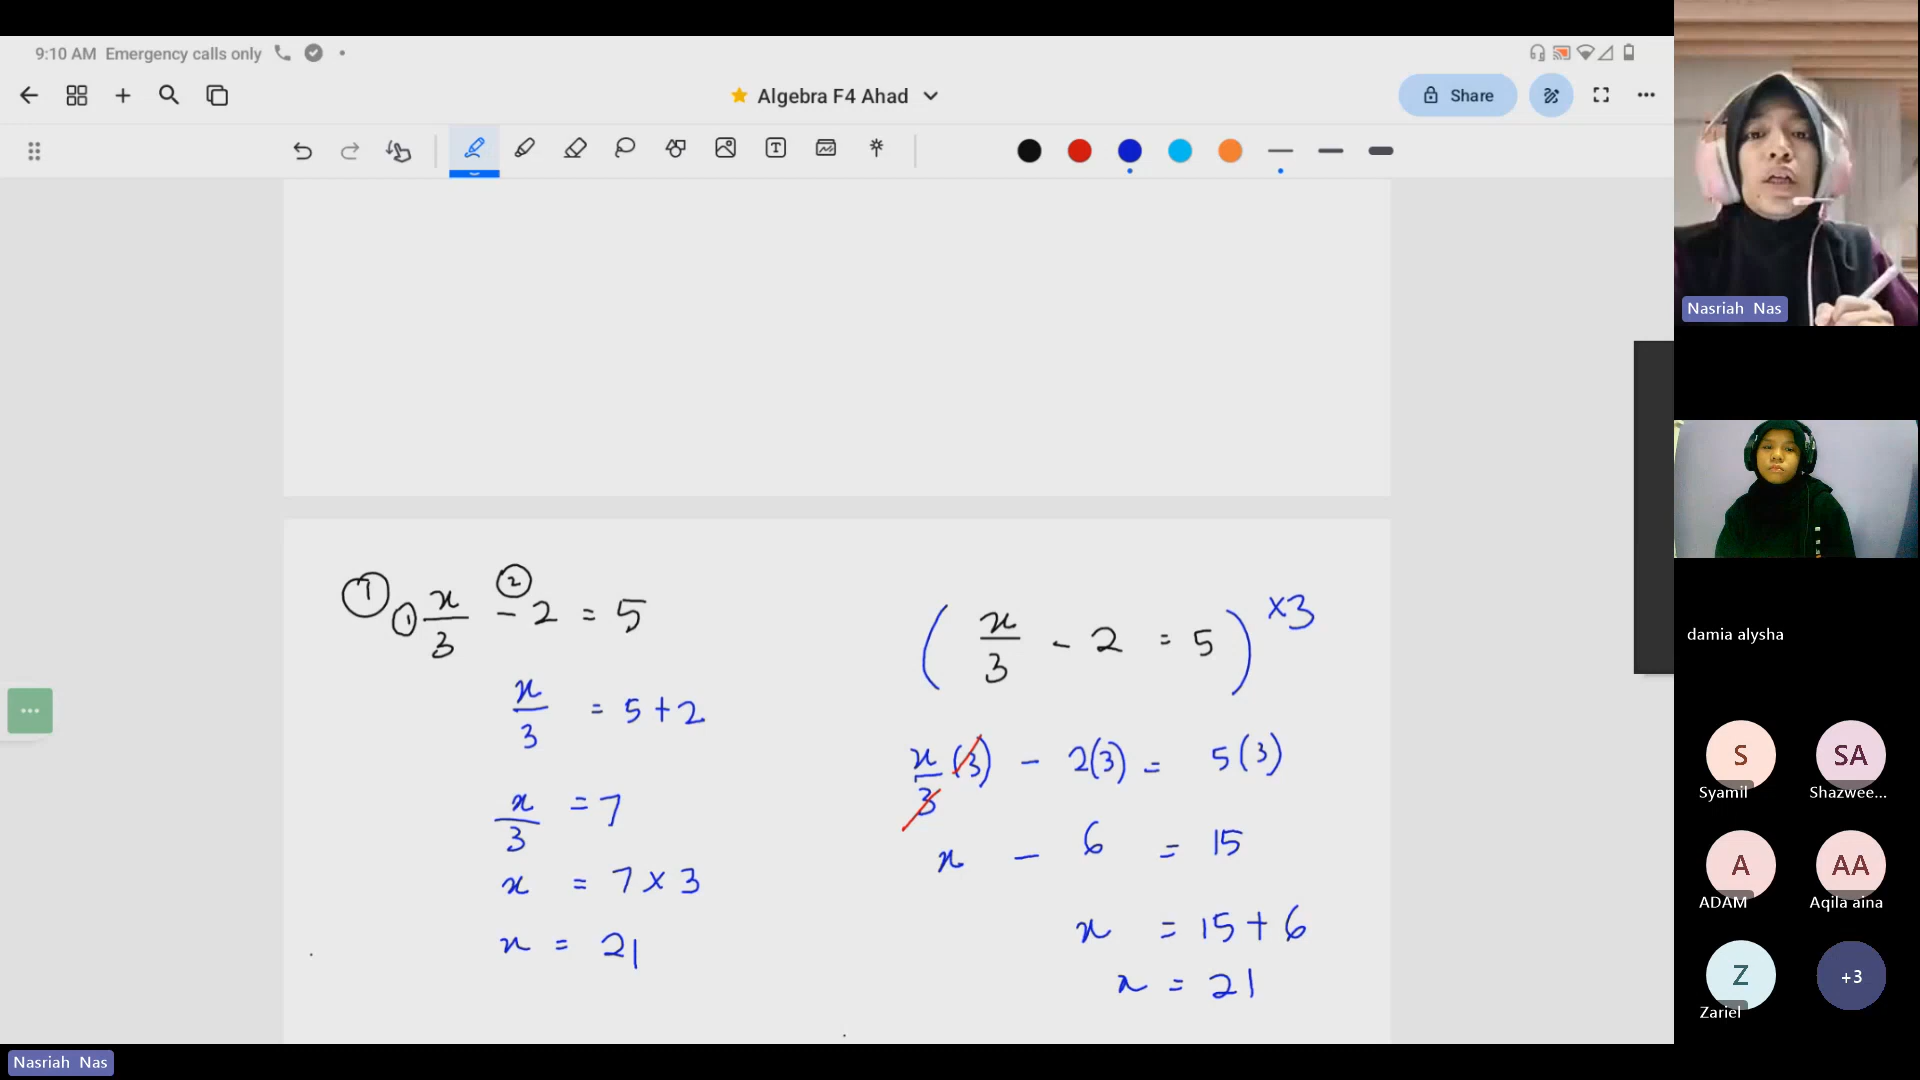 9:10 AM Emergency calls only
Algebra F4 Ahad
Share
① ① x/3 - 2 = 5 ②
x/3 = 5 + 2
x/3 = 7
x = 7 × 3
x = 21
( x/3 - 2 = 5 ) ×3
x/3 (3) - 2(3) = 5(3)
x - 6 = 15
x = 15 + 6
x = 21
Nasriah Nas
damia alysha
S
Syamil
SA
Shazwee...
A
ADAM
AA
Aqila aina
Z
Zariel
+3
Nasriah Nas